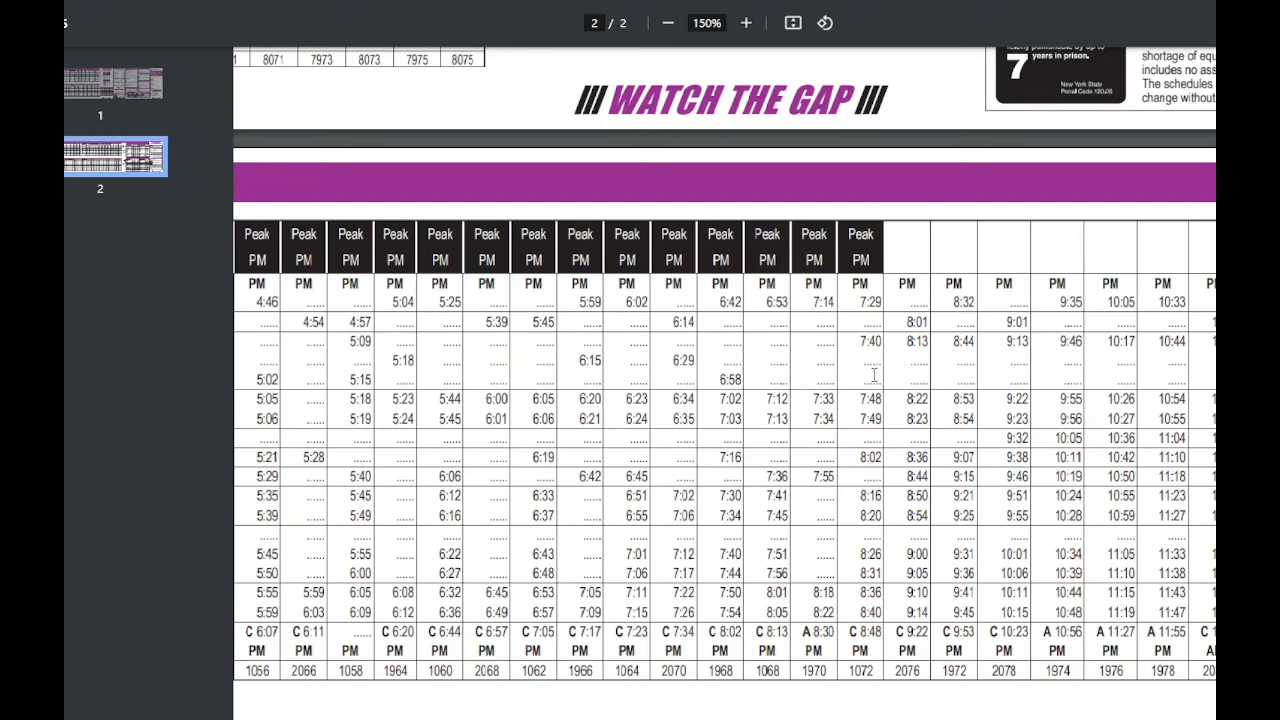 5
2 / 2
150%
1
8071 7973 8073 7975 8075
/// WATCH THE GAP ///
years in prison.
7
New York State
Penal Code 120.05
shortage of equ
includes no ass
The schedules
change without
1
2
Peak Peak Peak Peak Peak Peak Peak Peak Peak Peak Peak Peak Peak Peak
PM PM PM PM PM PM PM PM PM PM PM PM PM PM
PM PM PM PM PM PM PM PM PM PM PM PM PM PM PM PM PM PM PM PM
4:46 ...... ...... 5:04 5:25 ...... ...... 5:59 6:02 ...... 6:42 6:53 7:14 7:29 ...... 8:32 ...... 9:35 10:05 10:33
...... 4:54 4:57 ...... ...... 5:39 5:45 ...... ...... 6:14 ...... ...... ...... ...... 8:01 ...... 9:01 ...... ...... ...... 1
...... ...... 5:09 ...... ...... ...... ...... ...... ...... ...... ...... ...... ...... 7:40 8:13 8:44 9:13 9:46 10:17 10:44 1
...... ...... ...... 5:18 ...... ...... ...... 6:15 ...... 6:29 ...... ...... ...... ...... ...... ...... ...... ...... ...... ......
5:02 ...... 5:15 ...... ...... ...... ...... ...... ...... ...... 6:58 ...... ...... ...... ...... ...... ...... ...... ...... ......
5:05 ...... 5:18 5:23 5:44 6:00 6:05 6:20 6:23 6:34 7:02 7:12 7:33 7:48 8:22 8:53 9:22 9:55 10:26 10:54 1
5:06 ...... 5:19 5:24 5:45 6:01 6:06 6:21 6:24 6:35 7:03 7:13 7:34 7:49 8:23 8:54 9:23 9:56 10:27 10:55 1
...... ...... ...... ...... ...... ...... ...... ...... ...... ...... ...... ...... ...... ...... ...... ...... 9:32 10:05 10:36 11:04 1
5:21 5:28 ...... ...... ...... ...... 6:19 ...... ...... ...... 7:16 ...... ...... 8:02 8:36 9:07 9:38 10:11 10:42 11:10 1
5:29 ...... 5:40 ...... 6:06 ...... ...... 6:42 6:45 ...... ...... 7:36 7:55 ...... 8:44 9:15 9:46 10:19 10:50 11:18 1
5:35 ...... 5:45 ...... 6:12 ...... 6:33 ...... 6:51 7:02 7:30 7:41 ...... 8:16 8:50 9:21 9:51 10:24 10:55 11:23 1
5:39 ...... 5:49 ...... 6:16 ...... 6:37 ...... 6:55 7:06 7:34 7:45 ...... 8:20 8:54 9:25 9:55 10:28 10:59 11:27 1
...... ...... ...... ...... ...... ...... ...... ...... ...... ...... ...... ...... ...... ...... ...... ...... ...... ...... ...... ......
5:45 ...... 5:55 ...... 6:22 ...... 6:43 ...... 7:01 7:12 7:40 7:51 ...... 8:26 9:00 9:31 10:01 10:34 11:05 11:33 1
5:50 ...... 6:00 ...... 6:27 ...... 6:48 ...... 7:06 7:17 7:44 7:56 ...... 8:31 9:05 9:36 10:06 10:39 11:10 11:38 1
5:55 5:59 6:05 6:08 6:32 6:45 6:53 7:05 7:11 7:22 7:50 8:01 8:18 8:36 9:10 9:41 10:11 10:44 11:15 11:43 1
5:59 6:03 6:09 6:12 6:36 6:49 6:57 7:09 7:15 7:26 7:54 8:05 8:22 8:40 9:14 9:45 10:15 10:48 11:19 11:47 1
C 6:07 C 6:11 ...... C 6:20 C 6:44 C 6:57 C 7:05 C 7:17 C 7:23 C 7:34 C 8:02 C 8:13 A 8:30 C 8:48 C 9:22 C 9:53 C 10:23 A 10:56 A 11:27 A 11:55 C 1
PM PM PM PM PM PM PM PM PM PM PM PM PM PM PM PM PM PM PM PM
1056 2066 1058 1964 1060 2068 1062 1966 1064 2070 1968 1068 1970 1072 2076 1972 2078 1974 1976 1978 20